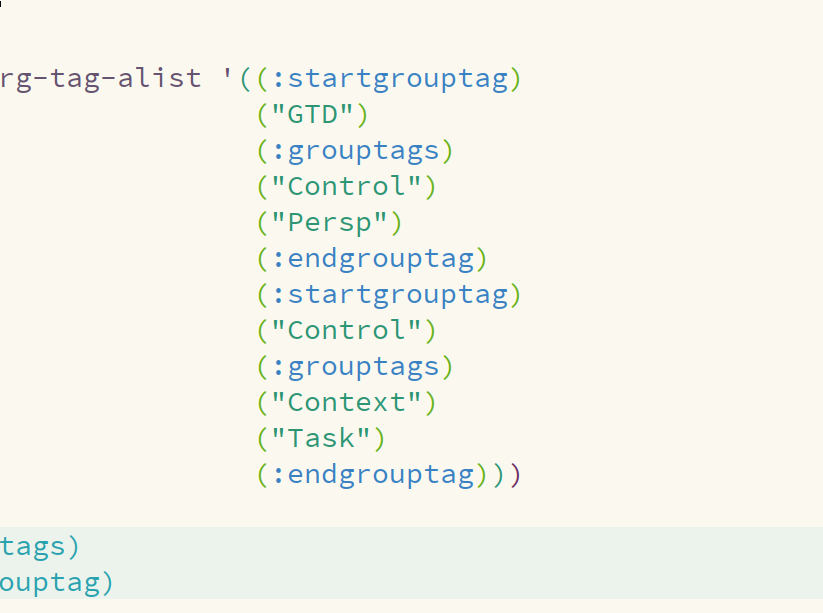 rg-tag-alist '((:startgrouptag)
("GTD")
(:grouptags)
("Control")
("Persp")
(:endgrouptag)
(:startgrouptag)
("Control")
(:grouptags)
("Context")
("Task")
(:endgrouptag)))
tags)
ouptag)